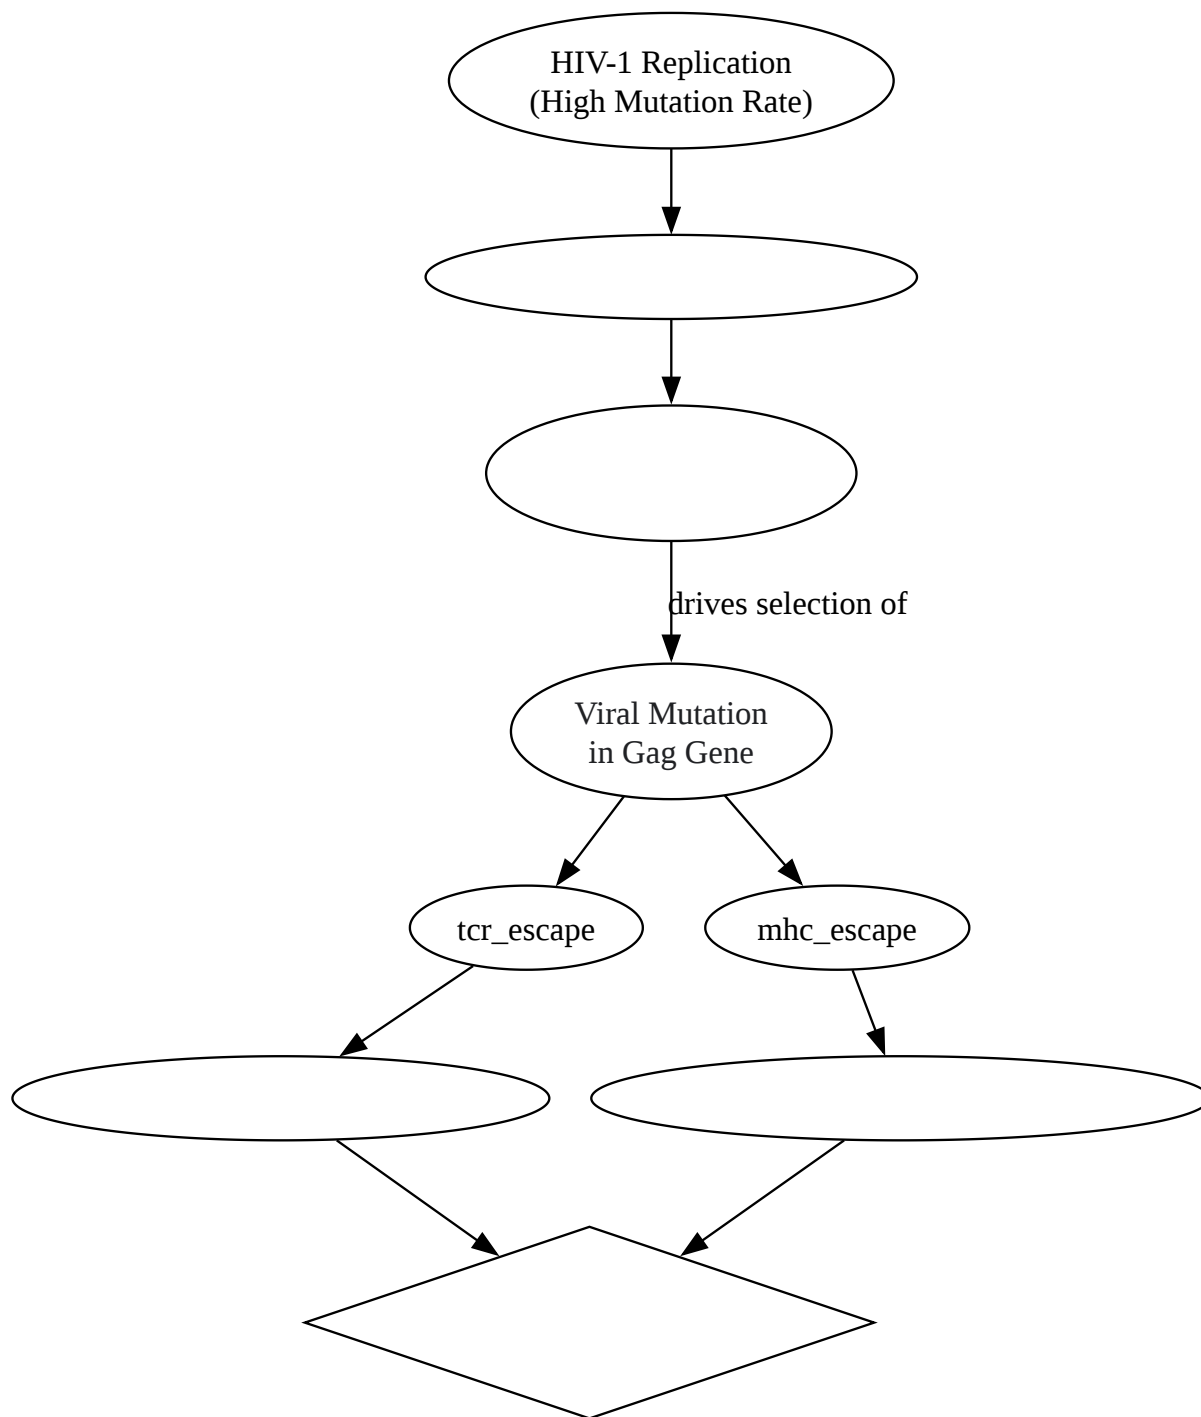 HIV-1 Replication
(High Mutation Rate)
drives selection of
Viral Mutation
in Gag Gene
tcr_escape
mhc_escape